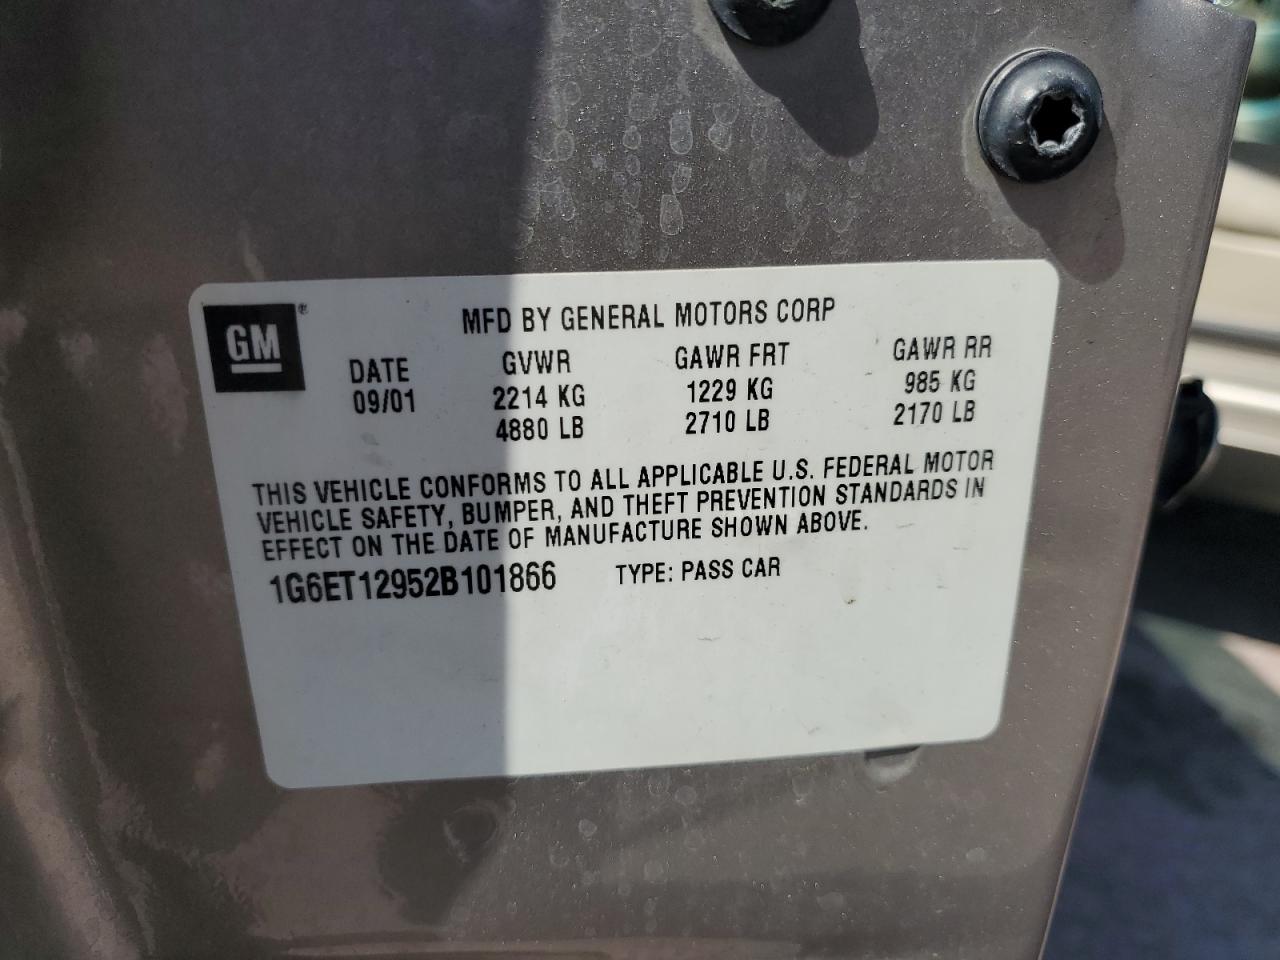 GM®
MFD BY GENERAL MOTORS CORP
DATE GVWR GAWR FRT GAWR RR
09/01 2214 KG 1229 KG 985 KG
4880 LB 2710 LB 2170 LB
THIS VEHICLE CONFORMS TO ALL APPLICABLE U.S. FEDERAL MOTOR
VEHICLE SAFETY, BUMPER, AND THEFT PREVENTION STANDARDS IN
EFFECT ON THE DATE OF MANUFACTURE SHOWN ABOVE.
1G6ET12952B101866 TYPE: PASS CAR